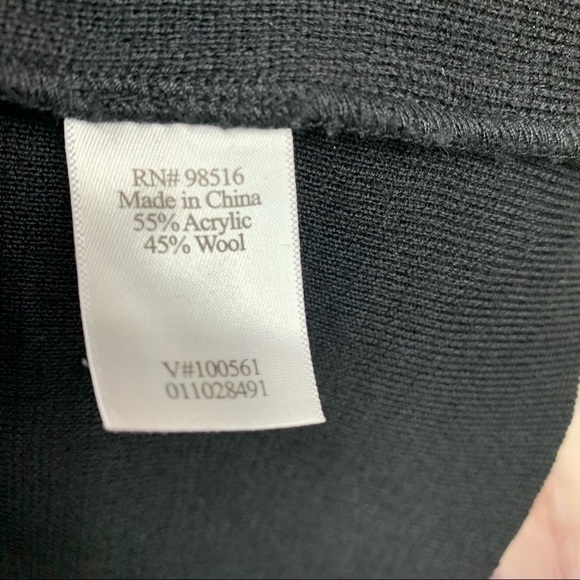 RN# 98516
Made in China
55% Acrylic
45% Wool
V#100561
011028491